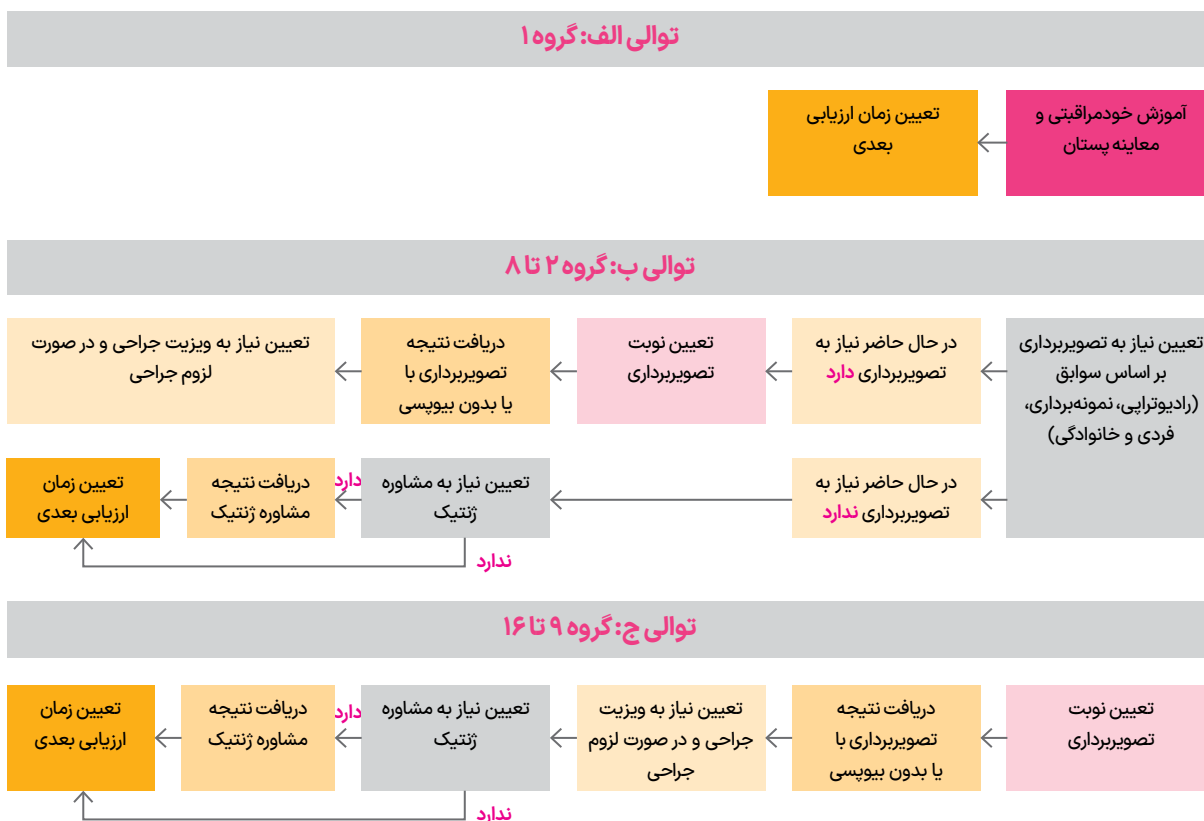 توالی الف: گروه ۱
آموزش خودمراقبتی و
معاینه پستان
تعیین زمان ارزیابی
بعدی
توالی ب: گروه ۲ تا ۸
تعیین نیاز به تصویربرداری
بر اساس سوابق
(رادیوتراپی، نمونه‌برداری،
فردی و خانوادگی)
در حال حاضر نیاز به
تصویربرداری دارد
تعیین نوبت
تصویربرداری
دریافت نتیجه
تصویربرداری با
یا بدون بیوپسی
تعیین نیاز به ویزیت جراحی و در صورت
لزوم جراحی
در حال حاضر نیاز به
تصویربرداری ندارد
تعیین نیاز به مشاوره
ژنتیک
دارد
دریافت نتیجه
مشاوره ژنتیک
تعیین زمان
ارزیابی بعدی
ندارد
توالی ج: گروه ۹ تا ۱۶
تعیین نوبت
تصویربرداری
دریافت نتیجه
تصویربرداری با
یا بدون بیوپسی
تعیین نیاز به ویزیت
جراحی و در صورت لزوم
جراحی
تعیین نیاز به مشاوره
ژنتیک
دارد
دریافت نتیجه
مشاوره ژنتیک
تعیین زمان
ارزیابی بعدی
ندارد